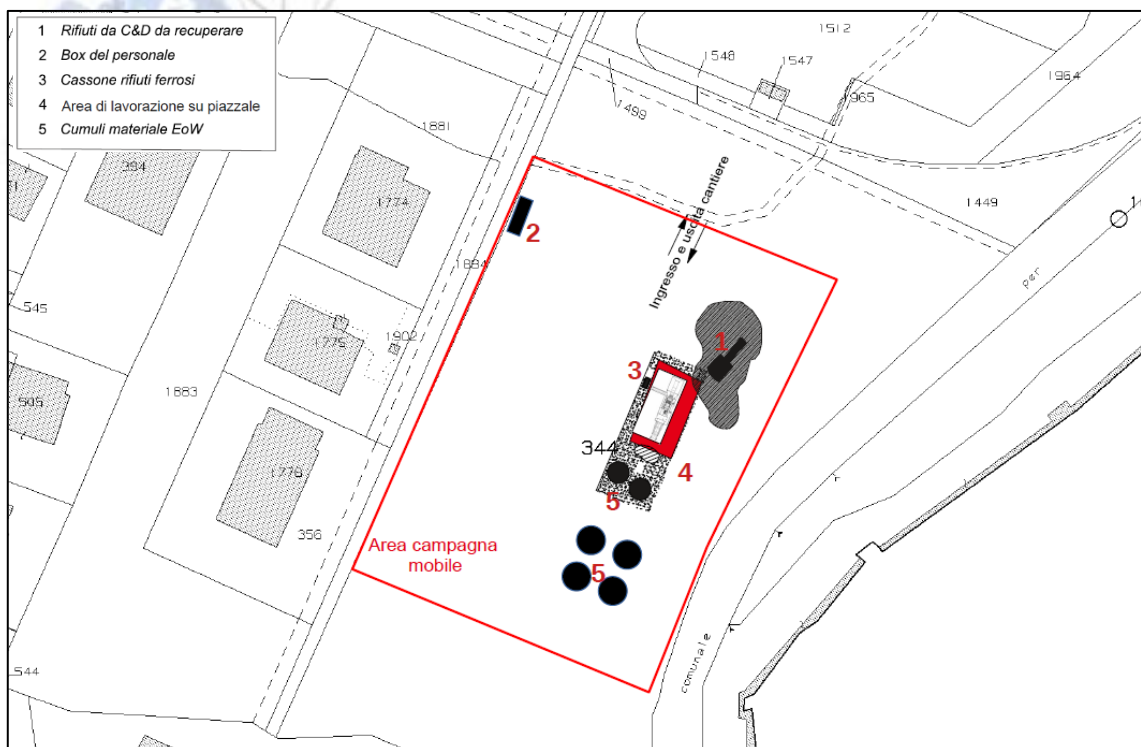 1 Rifiuti da C&D da recuperare
2 Box del personale
3 Cassone rifiuti ferrosi
4 Area di lavorazione su piazzale
5 Cumuli materiale EoW
1512
1548
1547
1964
965
1499
1881
394
1774
1449
Ingresso e uscita cantiere
2
1884
per
545
1775
1902
1
3
1883
505
344
4
1776
5
356
Area campagna
mobile
5
comunale
544